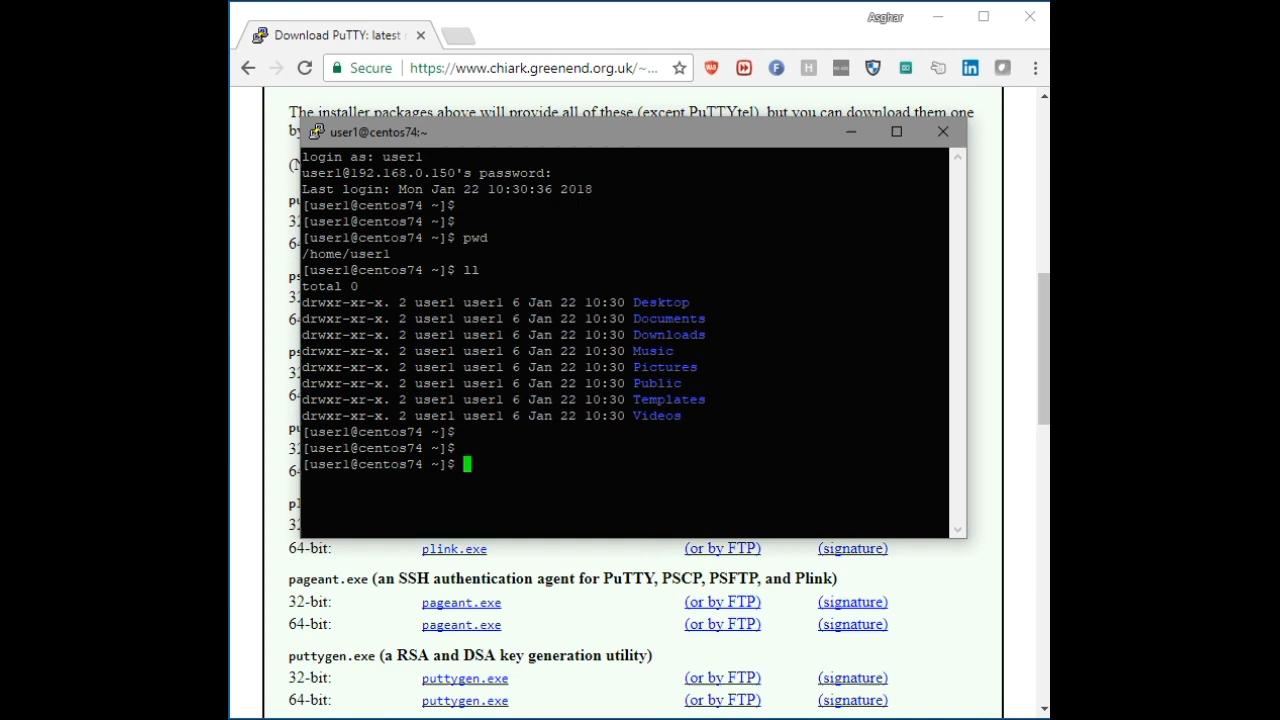 Asghar
Download PuTTY: latest
Secure https://www.chiark.greenend.org.uk/~...
The installer packages above will provide all of these (except PuTTYtel), but you can download them one
by
user1@centos74:~
login as: user1
user1@192.168.0.150's password:
Last login: Mon Jan 22 10:30:36 2018
[user1@centos74 ~]$
[user1@centos74 ~]$
[user1@centos74 ~]$ pwd
/home/user1
[user1@centos74 ~]$ ll
total 0
drwxr-xr-x. 2 user1 user1 6 Jan 22 10:30 Desktop
drwxr-xr-x. 2 user1 user1 6 Jan 22 10:30 Documents
drwxr-xr-x. 2 user1 user1 6 Jan 22 10:30 Downloads
drwxr-xr-x. 2 user1 user1 6 Jan 22 10:30 Music
drwxr-xr-x. 2 user1 user1 6 Jan 22 10:30 Pictures
drwxr-xr-x. 2 user1 user1 6 Jan 22 10:30 Public
drwxr-xr-x. 2 user1 user1 6 Jan 22 10:30 Templates
drwxr-xr-x. 2 user1 user1 6 Jan 22 10:30 Videos
[user1@centos74 ~]$
[user1@centos74 ~]$
[user1@centos74 ~]$
64-bit: plink.exe (or by FTP) (signature)
pageant.exe (an SSH authentication agent for PuTTY, PSCP, PSFTP, and Plink)
32-bit: pageant.exe (or by FTP) (signature)
64-bit: pageant.exe (or by FTP) (signature)
puttygen.exe (a RSA and DSA key generation utility)
32-bit: puttygen.exe (or by FTP) (signature)
64-bit: puttygen.exe (or by FTP) (signature)